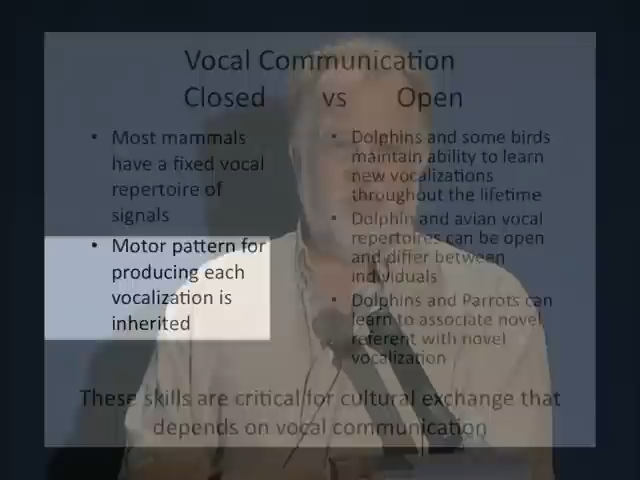 Vocal Communication
Closed vs Open
• Most mammals
have a fixed vocal
repertoire of
signals
• Motor pattern for
producing each
vocalization is
inherited
• Dolphins and some birds
maintain ability to learn
new vocalizations
throughout the lifetime
• Dolphin and avian vocal
repertoires can be open
and differ between
individuals
• Dolphins and Parrots can
learn to associate novel
referent with novel
vocalization
These skills are critical for cultural exchange that
depends on vocal communication